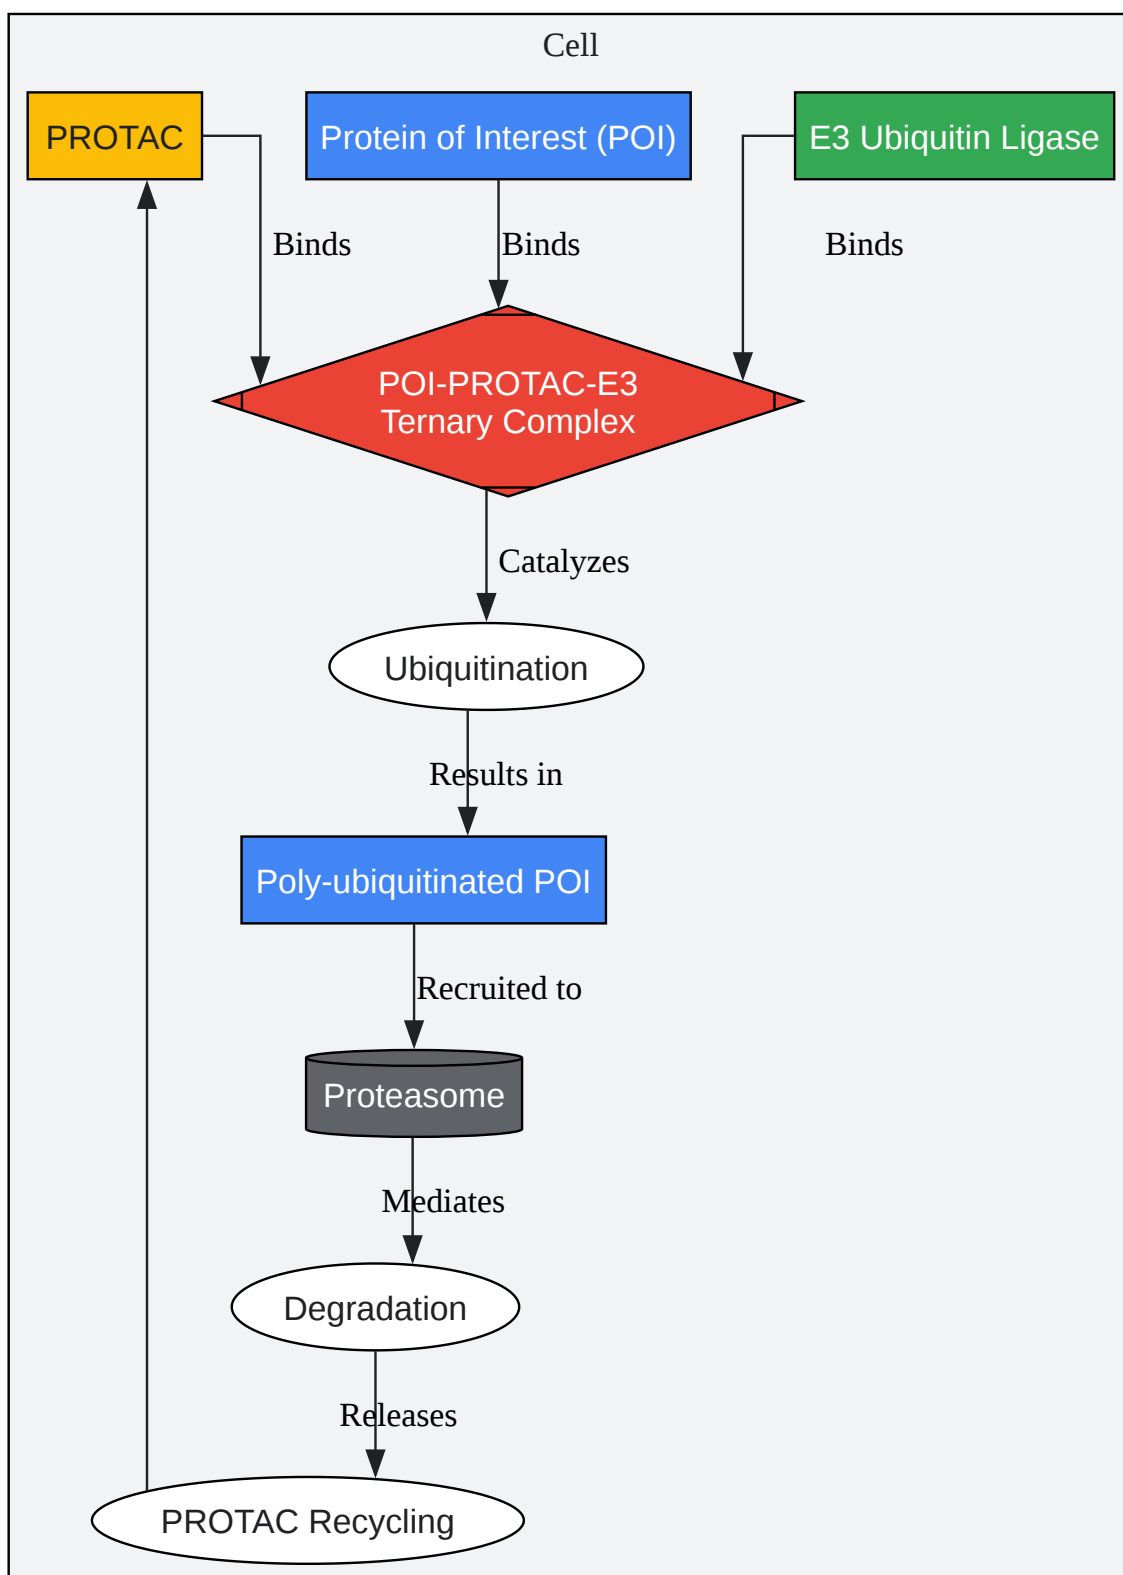 Cell
PROTAC
Protein of Interest (POI)
E3 Ubiquitin Ligase
Binds
Binds
Binds
POI-PROTAC-E3
Ternary Complex
Catalyzes
Ubiquitination
Results in
Poly-ubiquitinated POI
Recruited to
Proteasome
Mediates
Degradation
Releases
PROTAC Recycling